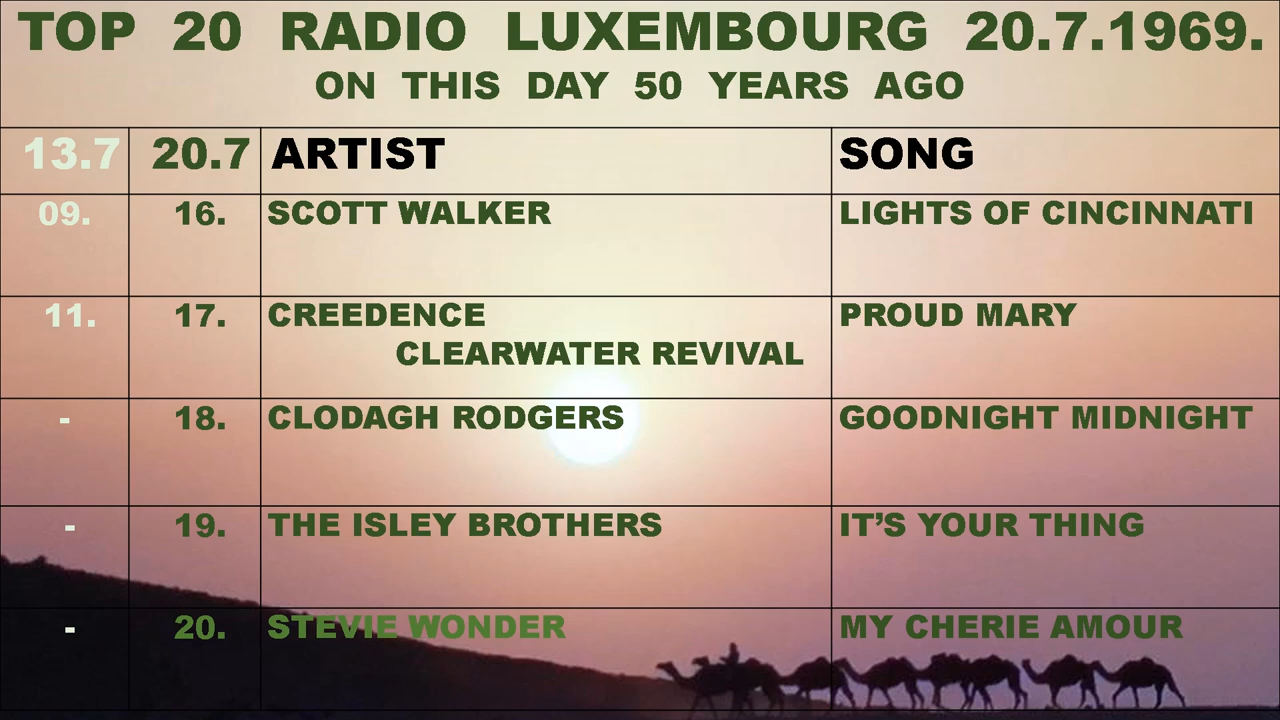 TOP 20 RADIO LUXEMBOURG 20.7.1969.
ON THIS DAY 50 YEARS AGO
13.7 20.7 ARTIST SONG
09. 16. SCOTT WALKER LIGHTS OF CINCINNATI
11. 17. CREEDENCE PROUD MARY
CLEARWATER REVIVAL
- 18. CLODAGH RODGERS GOODNIGHT MIDNIGHT
- 19. THE ISLEY BROTHERS IT’S YOUR THING
- 20. STEVIE WONDER MY CHERIE AMOUR